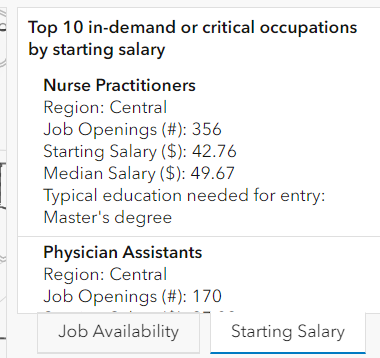 Top 10 in-demand or critical occupations
by starting salary
Nurse Practitioners
Region: Central
Job Openings (#): 356
Starting Salary ($): 42.76
Median Salary ($): 49.67
Typical education needed for entry:
Master's degree
Physician Assistants
Region: Central
Job Openings (#): 170
Job Availability
Starting Salary